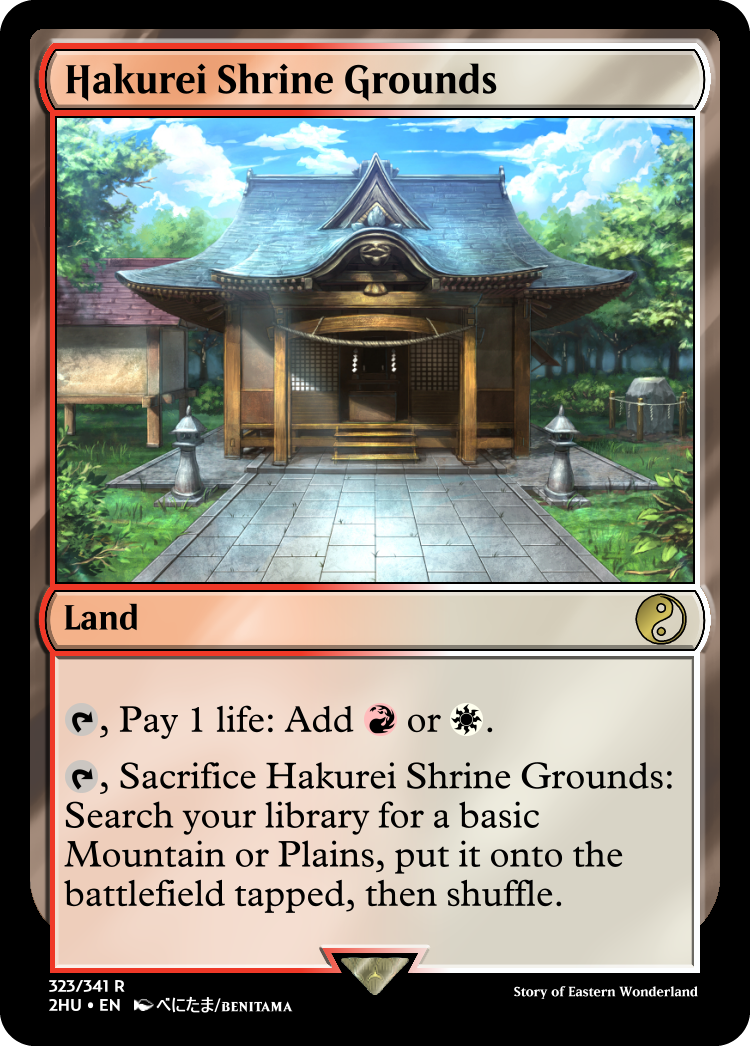 Hakurei Shrine Grounds
Land
, Pay 1 life: Add or .
, Sacrifice Hakurei Shrine Grounds:
Search your library for a basic
Mountain or Plains, put it onto the
battlefield tapped, then shuffle.
323/341 R
2HU • EN べにたま/BENITAMA
Story of Eastern Wonderland